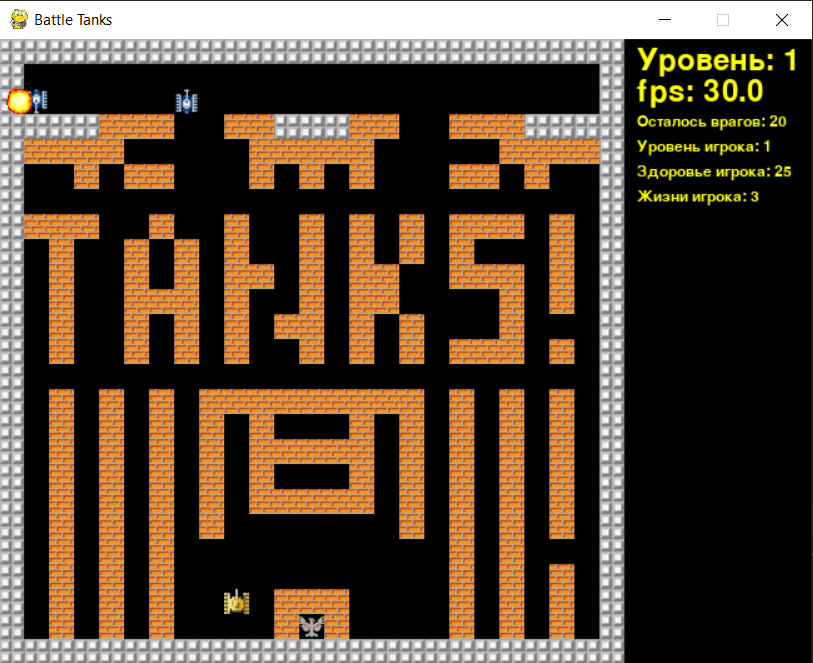 Battle Tanks
Уровень: 1
fps: 30.0
Осталось врагов: 20
Уровень игрока: 1
Здоровье игрока: 25
Жизни игрока: 3
TANKS!